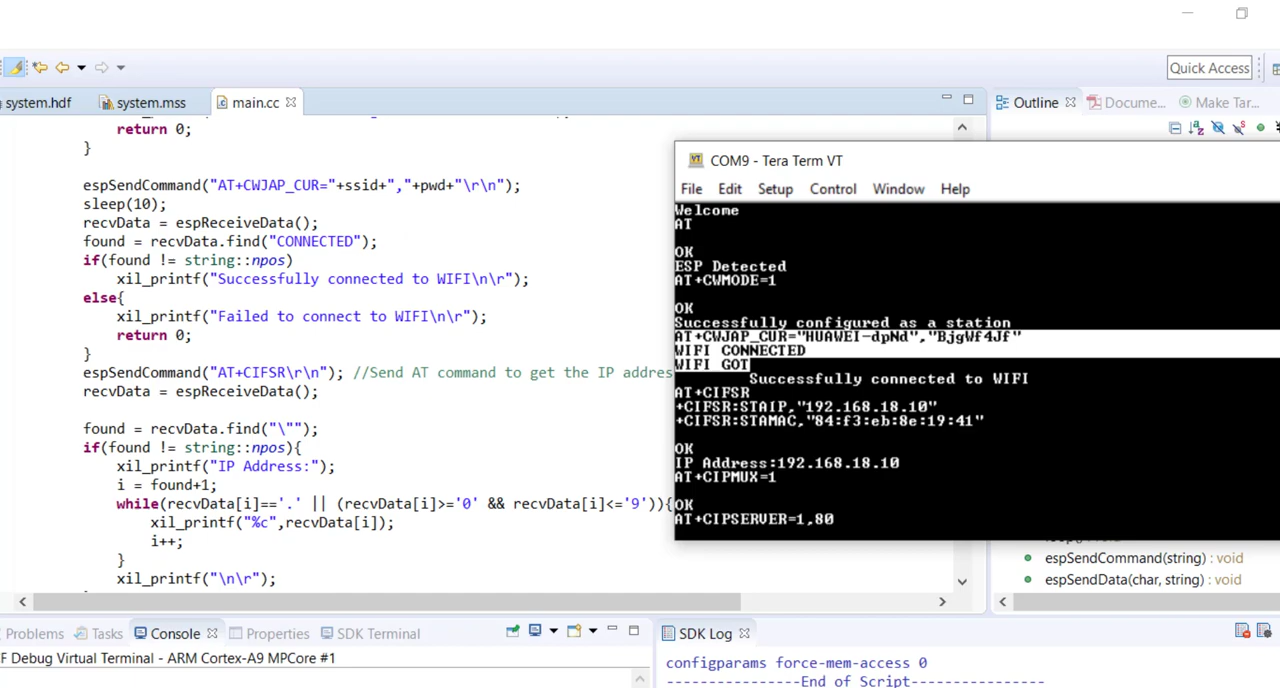 Quick Access
system.hdf
system.mss
main.cc
Outline
Docume...
Make Tar...
return 0;
}
espSendCommand("AT+CWJAP_CUR="+ssid+","+pwd+"\r\n");
sleep(10);
recvData = espReceiveData();
found = recvData.find("CONNECTED");
if(found != string::npos)
xil_printf("Successfully connected to WIFI\n\r");
else{
xil_printf("Failed to connect to WIFI\n\r");
return 0;
}
espSendCommand("AT+CIFSR\r\n"); //Send AT command to get the IP addres
recvData = espReceiveData();
found = recvData.find("\"");
if(found != string::npos){
xil_printf("IP Address:");
i = found+1;
while(recvData[i]=='.' || (recvData[i]>='0' && recvData[i]<='9')){
xil_printf("%c",recvData[i]);
i++;
}
xil_printf("\n\r");
COM9 - Tera Term VT
File Edit Setup Control Window Help
Welcome
AT
OK
ESP Detected
AT+CWMODE=1
OK
Successfully configured as a station
AT+CWJAP_CUR="HUAWEI-dpNd","BjgWf4Jf"
WIFI CONNECTED
WIFI GOT
Successfully connected to WIFI
AT+CIFSR
+CIFSR:STAIP,"192.168.18.10"
+CIFSR:STAMAC,"84:f3:eb:8e:19:41"
OK
IP Address:192.168.18.10
AT+CIPMUX=1
OK
AT+CIPSERVER=1,80
espSendCommand(string) : void
espSendData(char, string) : void
Problems
Tasks
Console
Properties
SDK Terminal
SDK Log
F Debug Virtual Terminal - ARM Cortex-A9 MPCore #1
configparams force-mem-access 0
----------------End of Script----------------